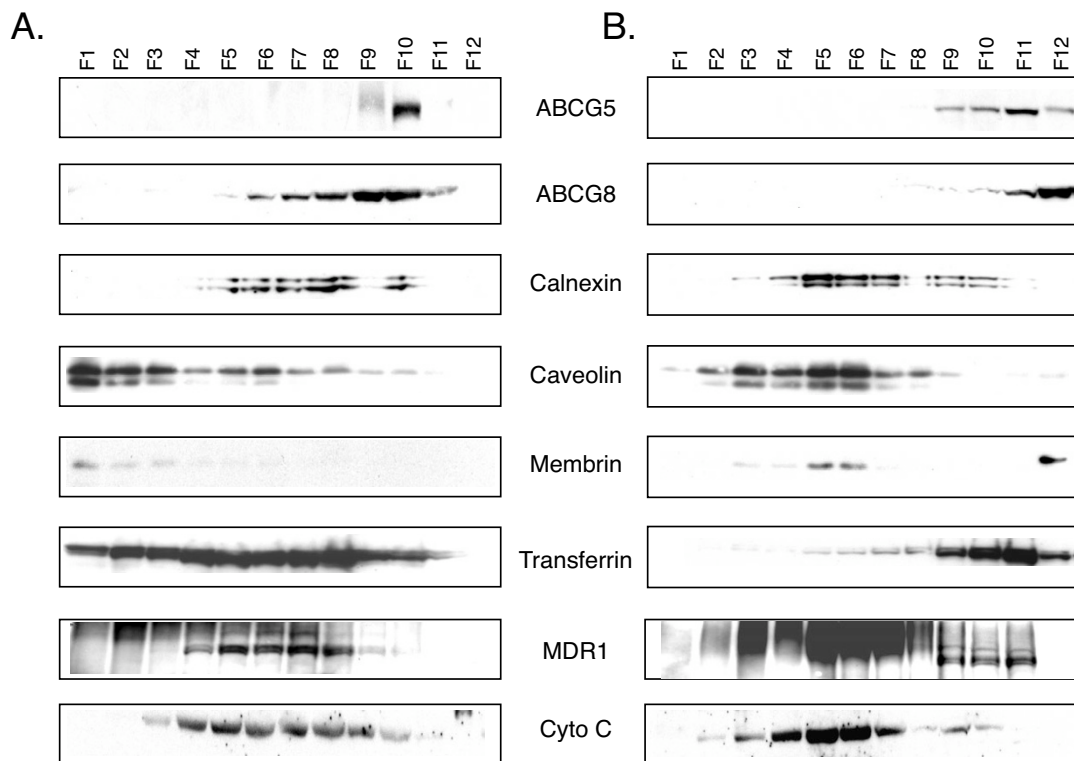 A.
B.
F1 F2 F3 F4 F5 F6 F7 F8 F9 F10 F11 F12
F1 F2 F3 F4 F5 F6 F7 F8 F9 F10 F11 F12
ABCG5
ABCG8
Calnexin
Caveolin
Membrin
Transferrin
MDR1
Cyto C